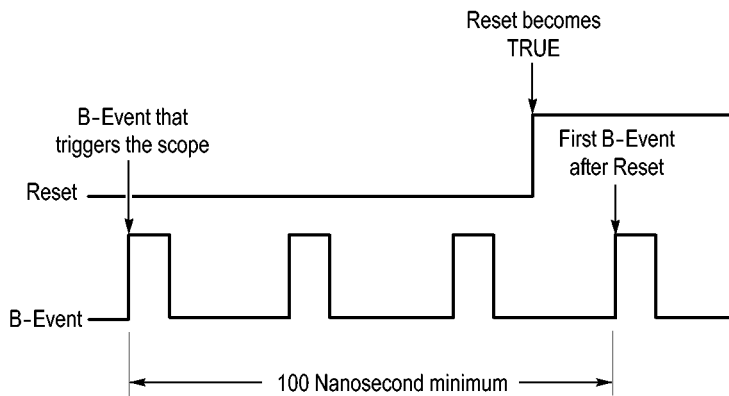 Reset becomes
TRUE
B-Event that
triggers the scope
First B-Event
after Reset
Reset
B-Event
100 Nanosecond minimum